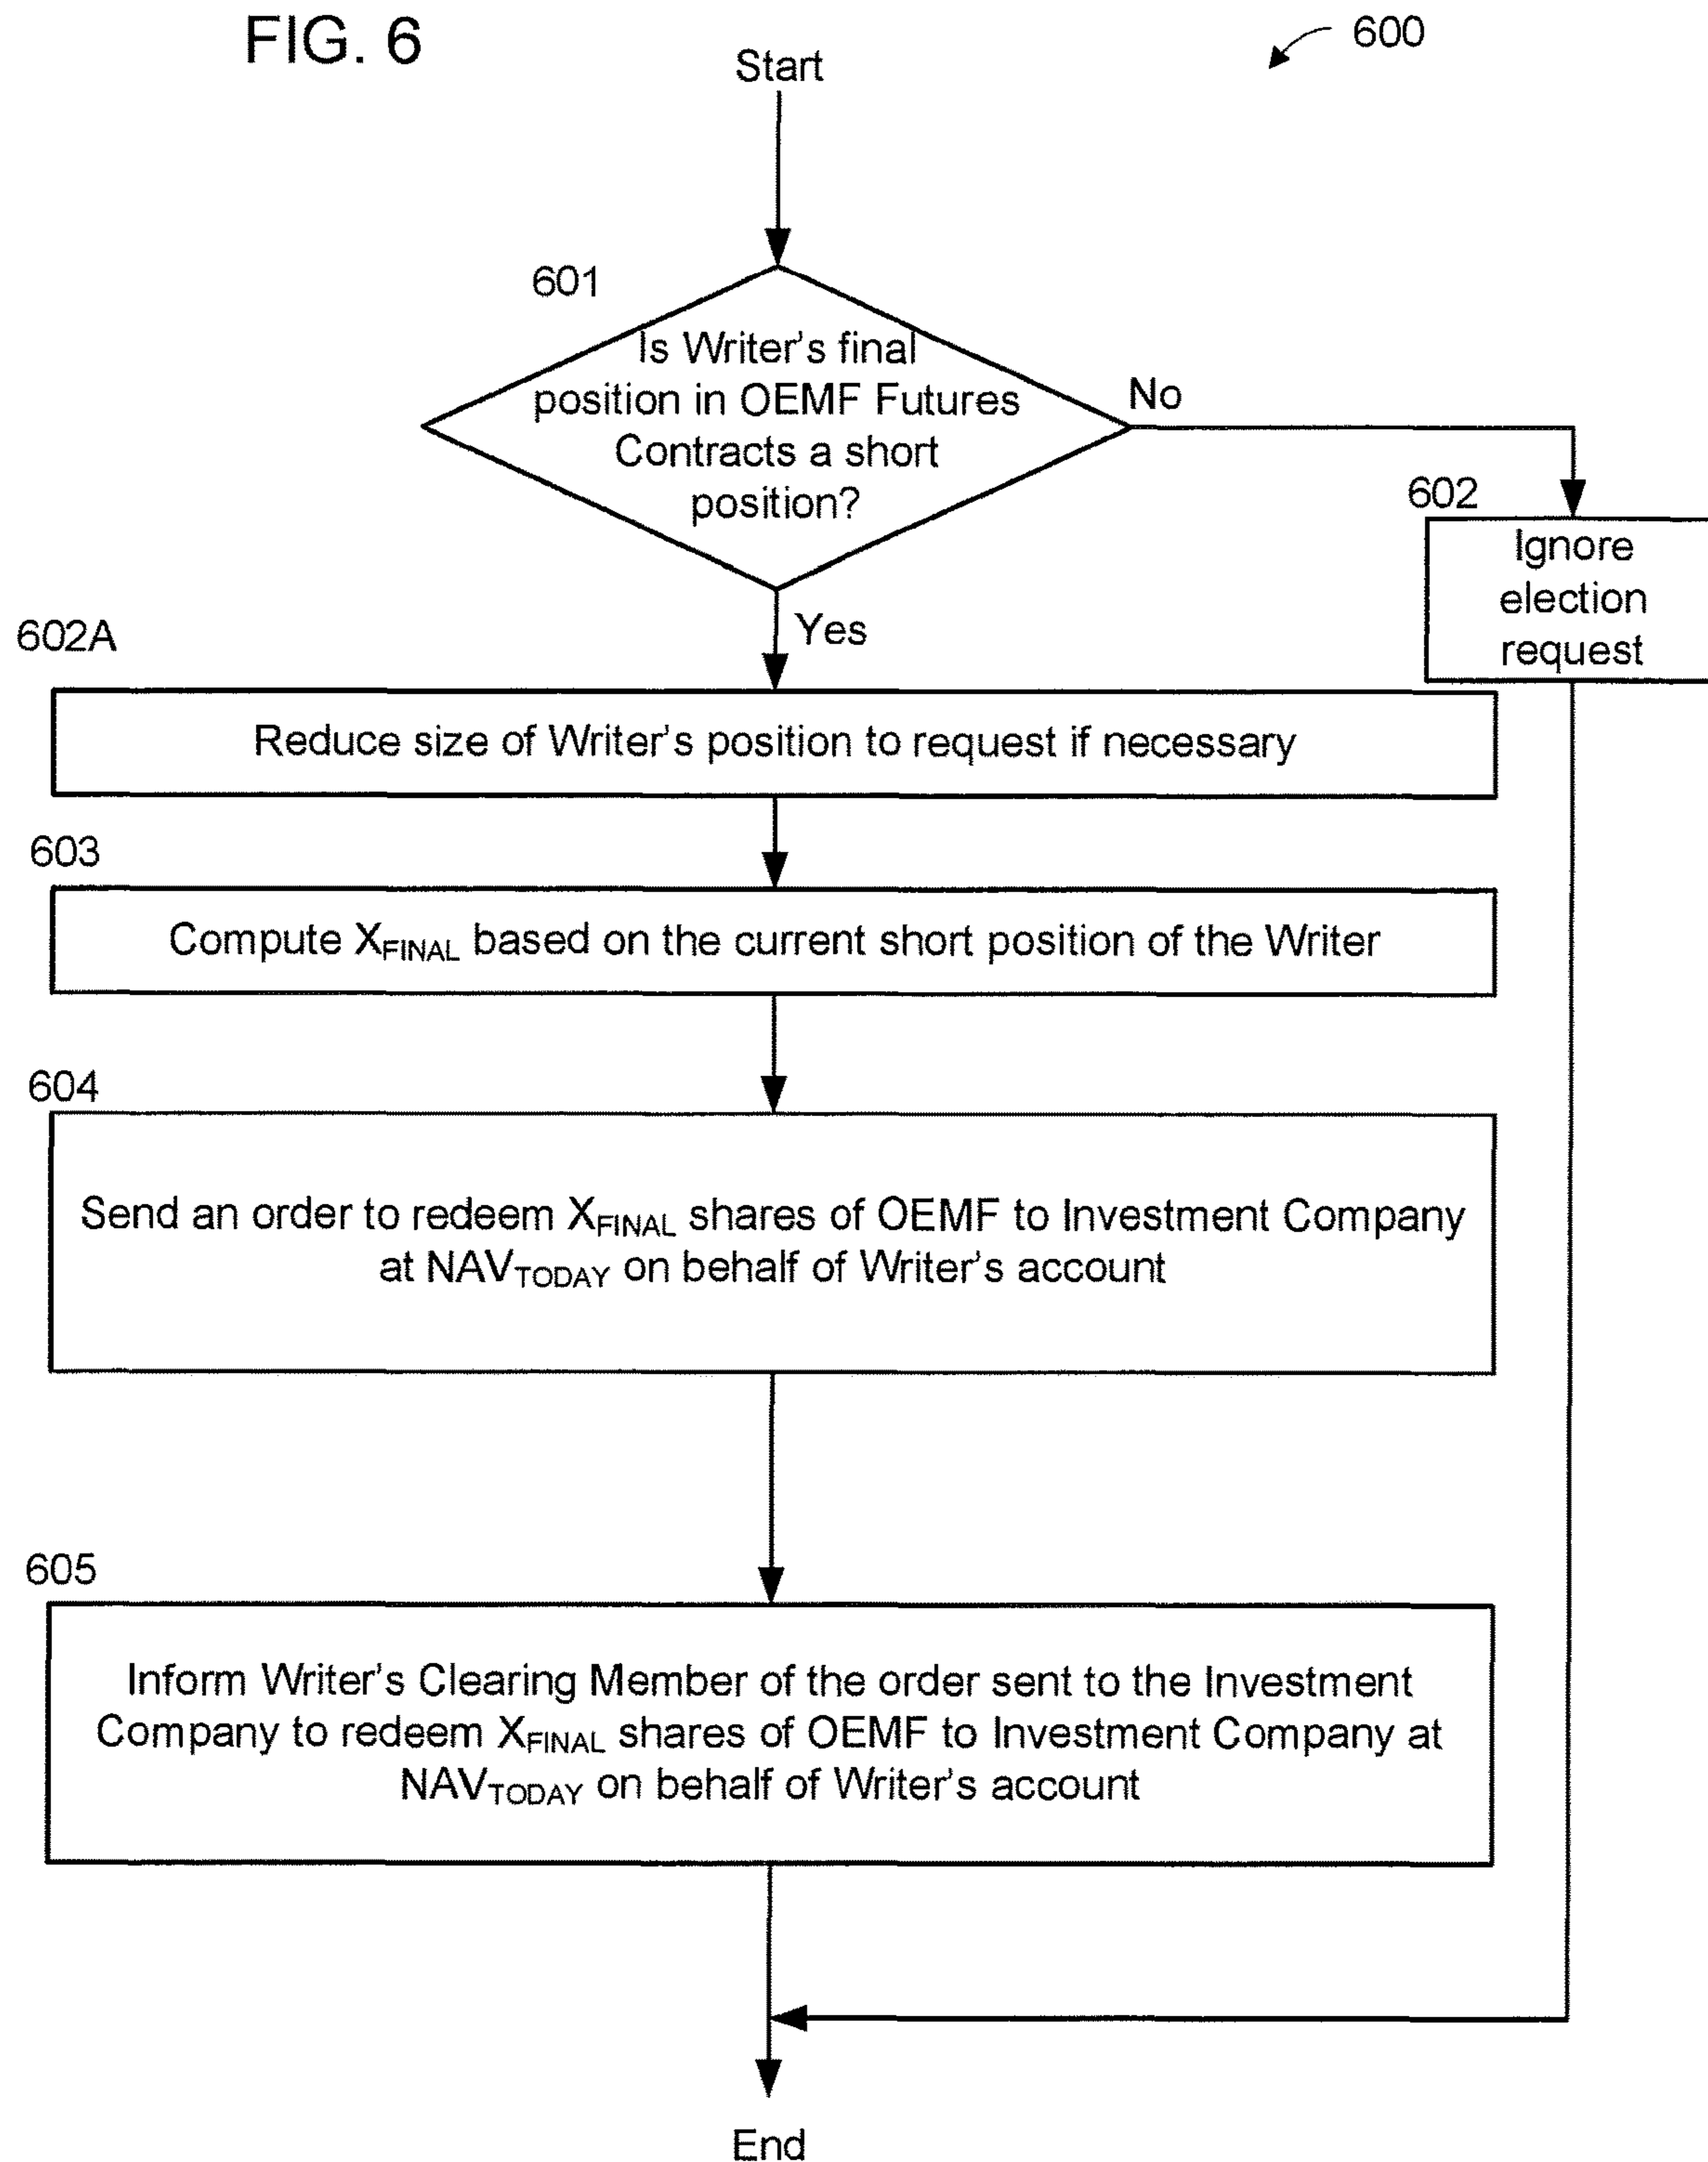 FIG. 6
600
Start
601
Is Writer's final
position in OEMF Futures
Contracts a short
position?
No
602
Ignore
election
request
Yes
602A
Reduce size of Writer's position to request if necessary
603
Compute XFINAL based on the current short position of the Writer
604
Send an order to redeem XFINAL shares of OEMF to Investment Company
at NAVTODAY on behalf of Writer's account
605
Inform Writer's Clearing Member of the order sent to the Investment
Company to redeem XFINAL shares of OEMF to Investment Company at
NAVTODAY on behalf of Writer's account
End